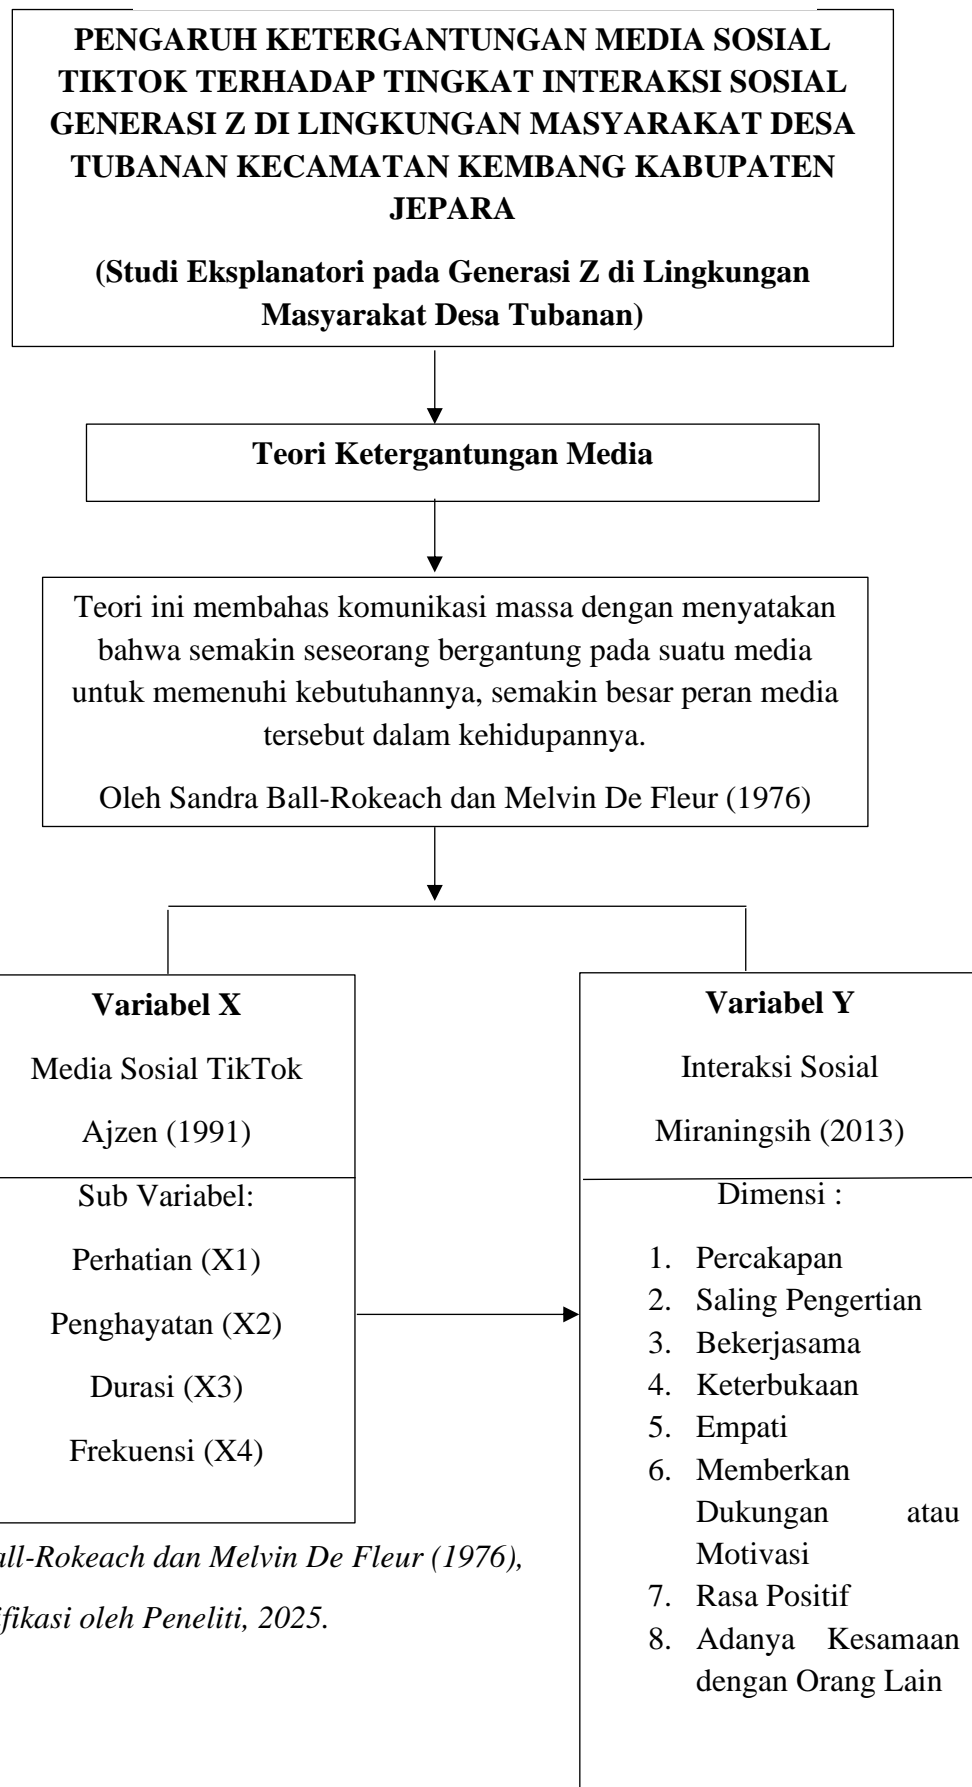 PENGARUH KETERGANTUNGAN MEDIA SOSIAL
TIKTOK TERHADAP TINGKAT INTERAKSI SOSIAL
GENERASI Z DI LINGKUNGAN MASYARAKAT DESA
TUBANAN KECAMATAN KEMBANG KABUPATEN
JEPARA
(Studi Eksplanatori pada Generasi Z di Lingkungan
Masyarakat Desa Tubanan)
Teori Ketergantungan Media
Teori ini membahas komunikasi massa dengan menyatakan
bahwa semakin seseorang bergantung pada suatu media
untuk memenuhi kebutuhannya, semakin besar peran media
tersebut dalam kehidupannya.
Oleh Sandra Ball-Rokeach dan Melvin De Fleur (1976)
Variabel X
Media Sosial TikTok
Ajzen (1991)
Sub Variabel:
Perhatian (X1)
Penghayatan (X2)
Durasi (X3)
Frekuensi (X4)
Variabel Y
Interaksi Sosial
Miraningsih (2013)
Dimensi :
1. Percakapan
2. Saling Pengertian
3. Bekerjasama
4. Keterbukaan
5. Empati
6. Memberkan
Dukungan atau
Motivasi
7. Rasa Positif
8. Adanya Kesamaan
dengan Orang Lain
all-Rokeach dan Melvin De Fleur (1976),
ifikasi oleh Peneliti, 2025.